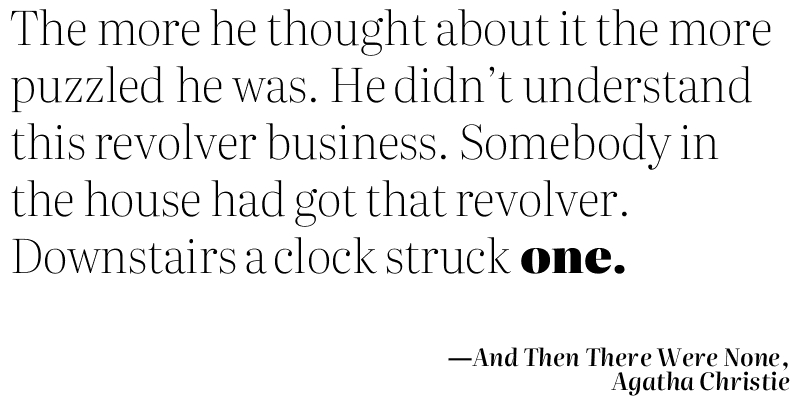 The more he thought about it the more
puzzled he was. He didn’t understand
this revolver business. Somebody in
the house had got that revolver.
Downstairs a clock struck one.
—And Then There Were None,
Agatha Christie